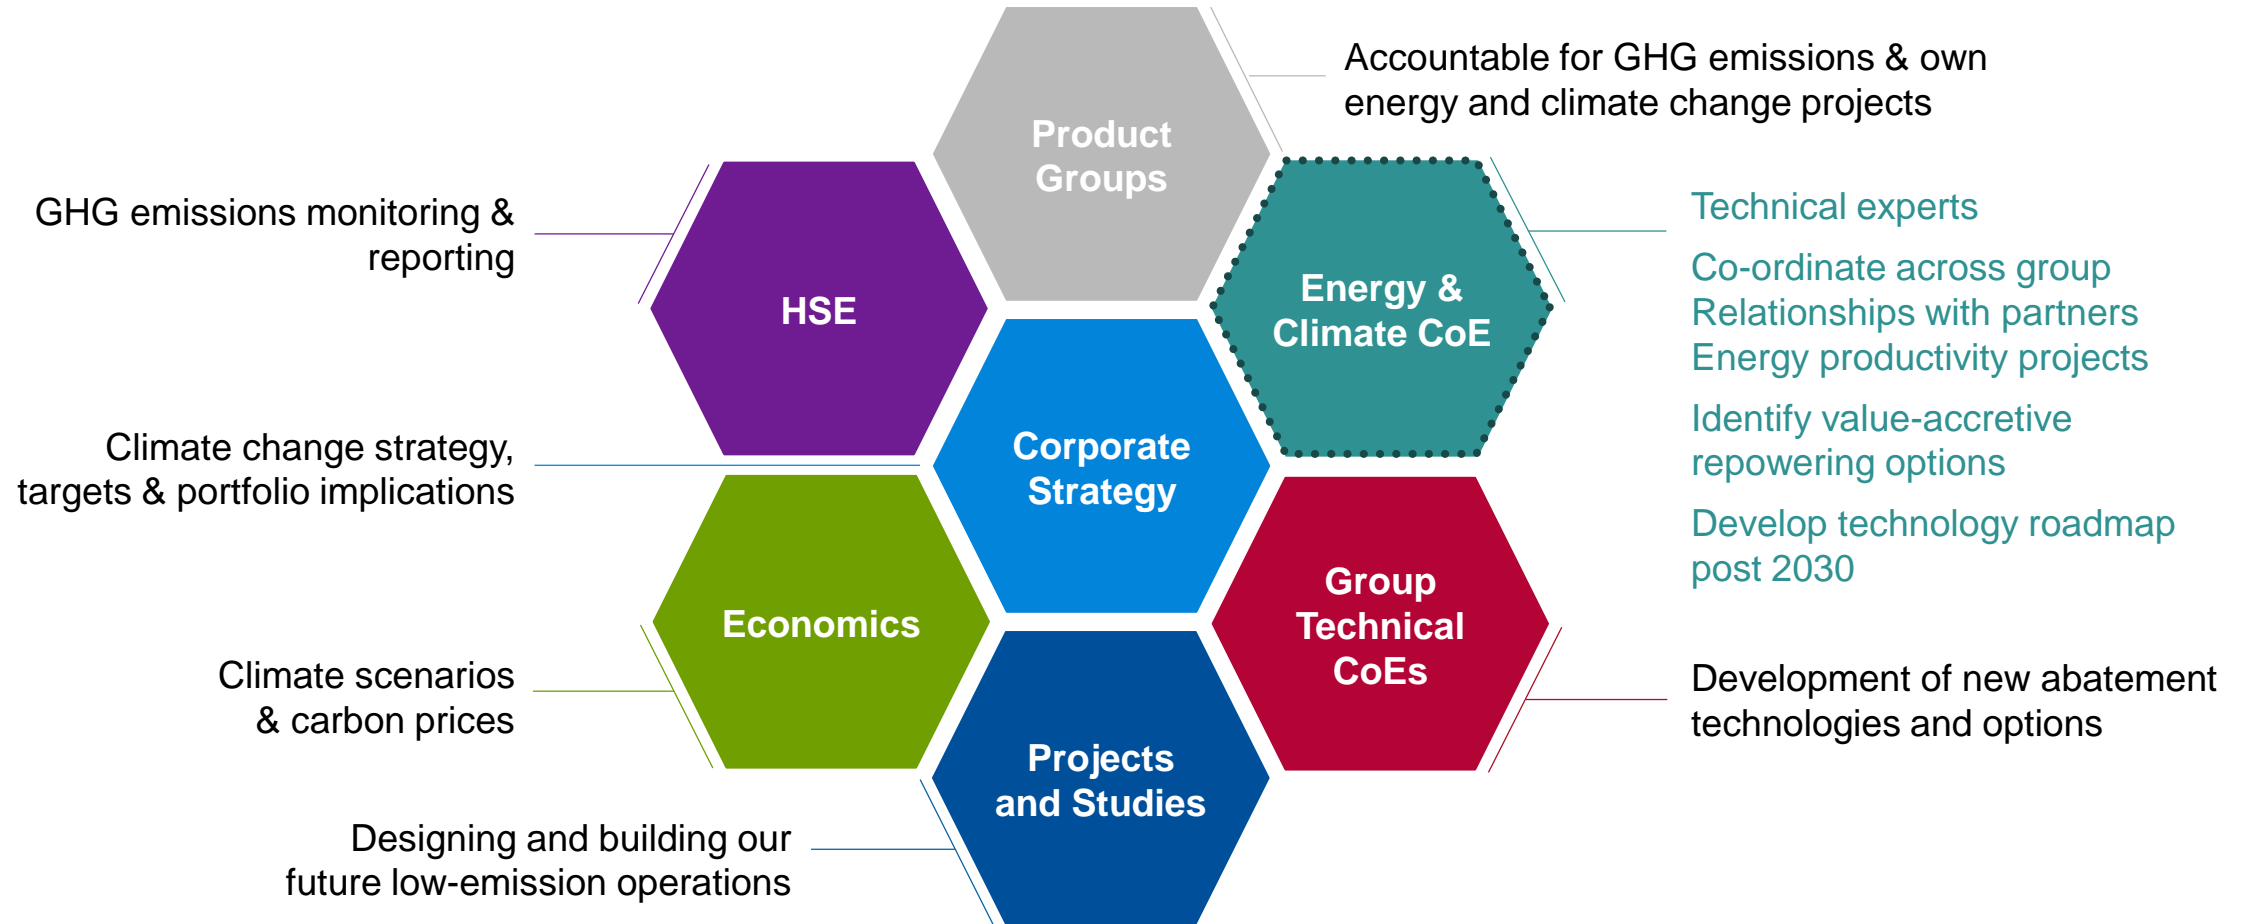 Accountable for GHG emissions & own
energy and climate change projects
Product
Groups
GHG emissions monitoring &
reporting
HSE
Energy &
Climate CoE
Technical experts
Co-ordinate across group
Relationships with partners
Energy productivity projects
Identify value-accretive
repowering options
Develop technology roadmap
post 2030
Climate change strategy,
targets & portfolio implications
Corporate
Strategy
Economics
Group
Technical
CoEs
Climate scenarios
& carbon prices
Development of new abatement
technologies and options
Projects
and Studies
Designing and building our
future low-emission operations